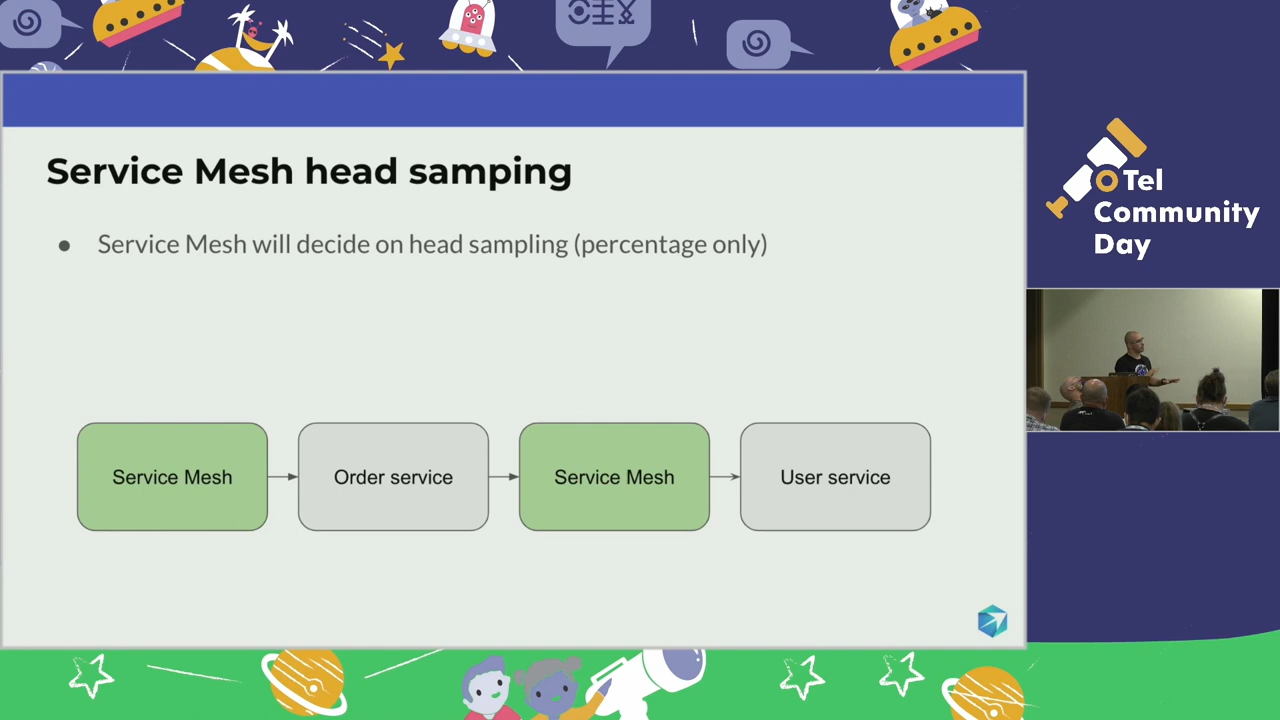 Service Mesh head samping
● Service Mesh will decide on head sampling (percentage only)
Service Mesh
Order service
Service Mesh
User service
OTel
Community
Day